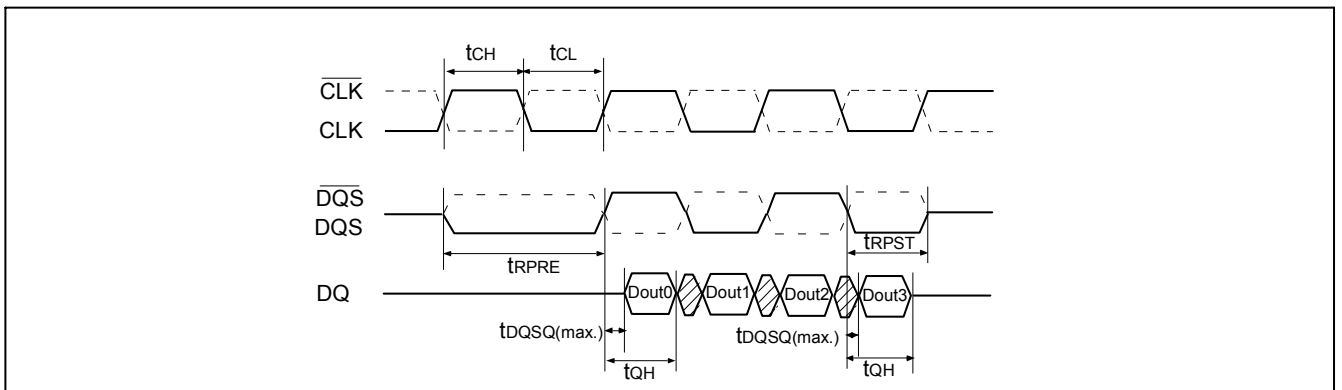 tCH tCL
CLK
CLK
DQS
DQS
tRPRE
tRPST
DQ
Dout0 Dout1 Dout2 Dout3
tDQSQ(max.) tDQSQ(max.)
tQH tQH